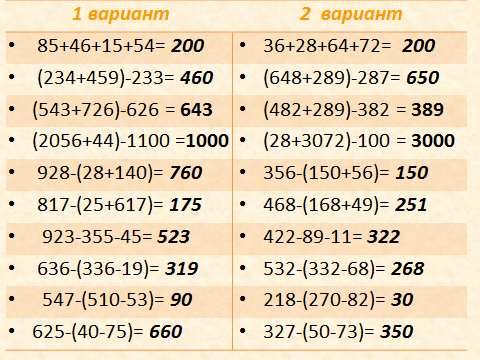 1 вариант
2 вариант
• 85+46+15+54= 200
• 36+28+64+72= 200
• (234+459)-233= 460
• (648+289)-287= 650
• (543+726)-626 = 643
• (482+289)-382 = 389
• (2056+44)-1100 =1000
• (28+3072)-100 = 3000
• 928-(28+140)= 760
• 356-(150+56)= 150
• 817-(25+617)= 175
• 468-(168+49)= 251
• 923-355-45= 523
• 422-89-11= 322
• 636-(336-19)= 319
• 532-(332-68)= 268
• 547-(510-53)= 90
• 218-(270-82)= 30
• 625-(40-75)= 660
• 327-(50-73)= 350